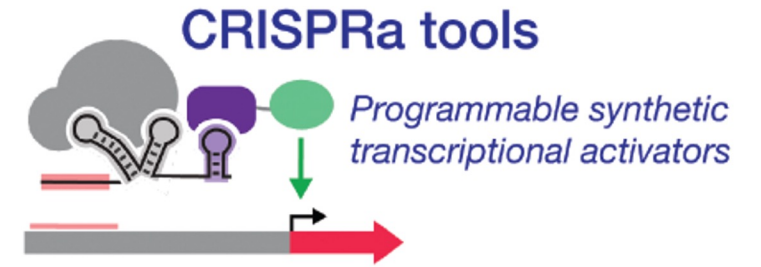 CRISPRa tools
Programmable synthetic
transcriptional activators